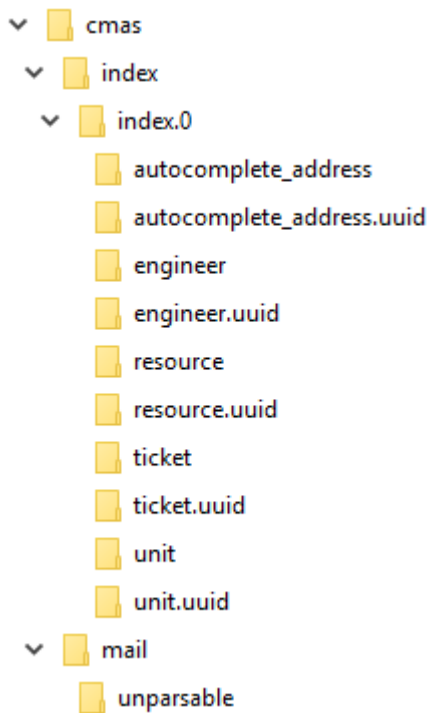 cmas
index
index.0
autocomplete_address
autocomplete_address.uuid
engineer
engineer.uuid
resource
resource.uuid
ticket
ticket.uuid
unit
unit.uuid
mail
unparsable